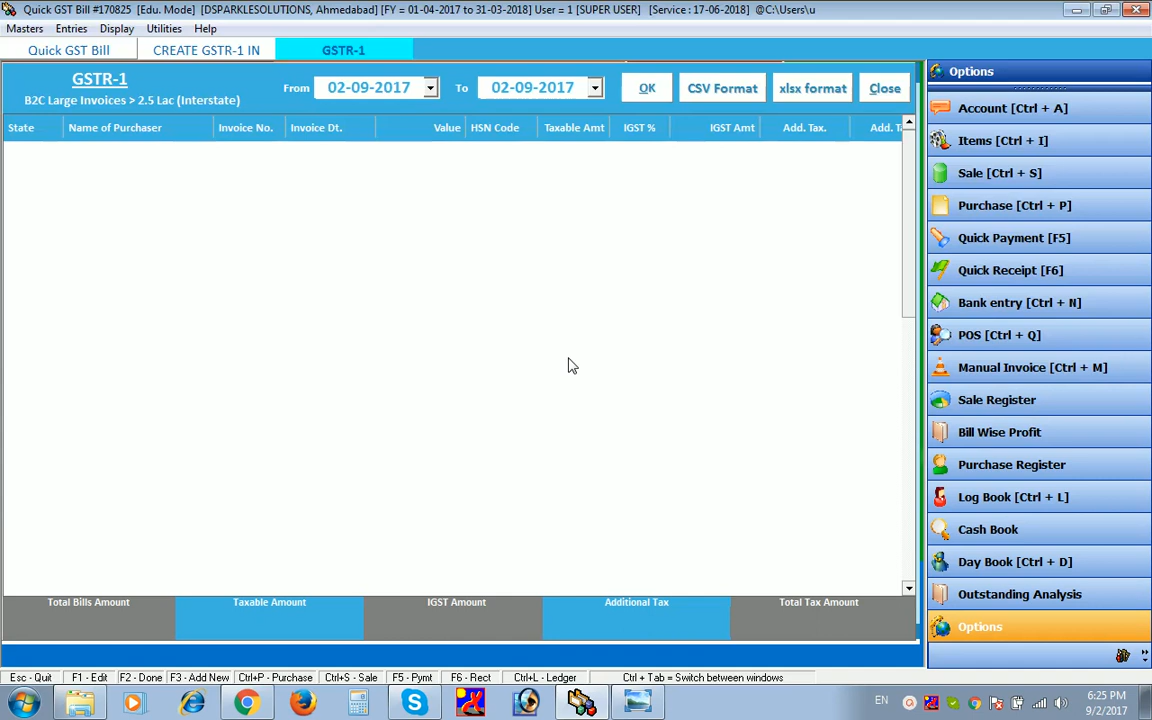 Quick GST Bill #170825 [Edu. Mode] [DSPARKLESOLUTIONS, Ahmedabad] [FY = 01-04-2017 to 31-03-2018] User = 1 [SUPER USER] [Service : 17-06-2018] @C:\Users\u
Masters Entries Display Utilities Help
Quick GST Bill CREATE GSTR-1 IN GSTR-1
GSTR-1
B2C Large Invoices > 2.5 Lac (Interstate)
From 02-09-2017 To 02-09-2017 OK CSV Format xlsx format Close
State Name of Purchaser Invoice No. Invoice Dt. Value HSN Code Taxable Amt IGST % IGST Amt Add. Tax. Add. T
Total Bills Amount Taxable Amount IGST Amount Additional Tax Total Tax Amount
Options
Account [Ctrl + A]
Items [Ctrl + I]
Sale [Ctrl + S]
Purchase [Ctrl + P]
Quick Payment [F5]
Quick Receipt [F6]
Bank entry [Ctrl + N]
POS [Ctrl + Q]
Manual Invoice [Ctrl + M]
Sale Register
Bill Wise Profit
Purchase Register
Log Book [Ctrl + L]
Cash Book
Day Book [Ctrl + D]
Outstanding Analysis
Options
Esc - Quit F1 - Edit F2 - Done F3 - Add New Ctrl+P - Purchase Ctrl+S - Sale F5 - Pymt F6 - Rect Ctrl+L - Ledger Ctrl + Tab = Switch between windows
EN
6:25 PM
9/2/2017